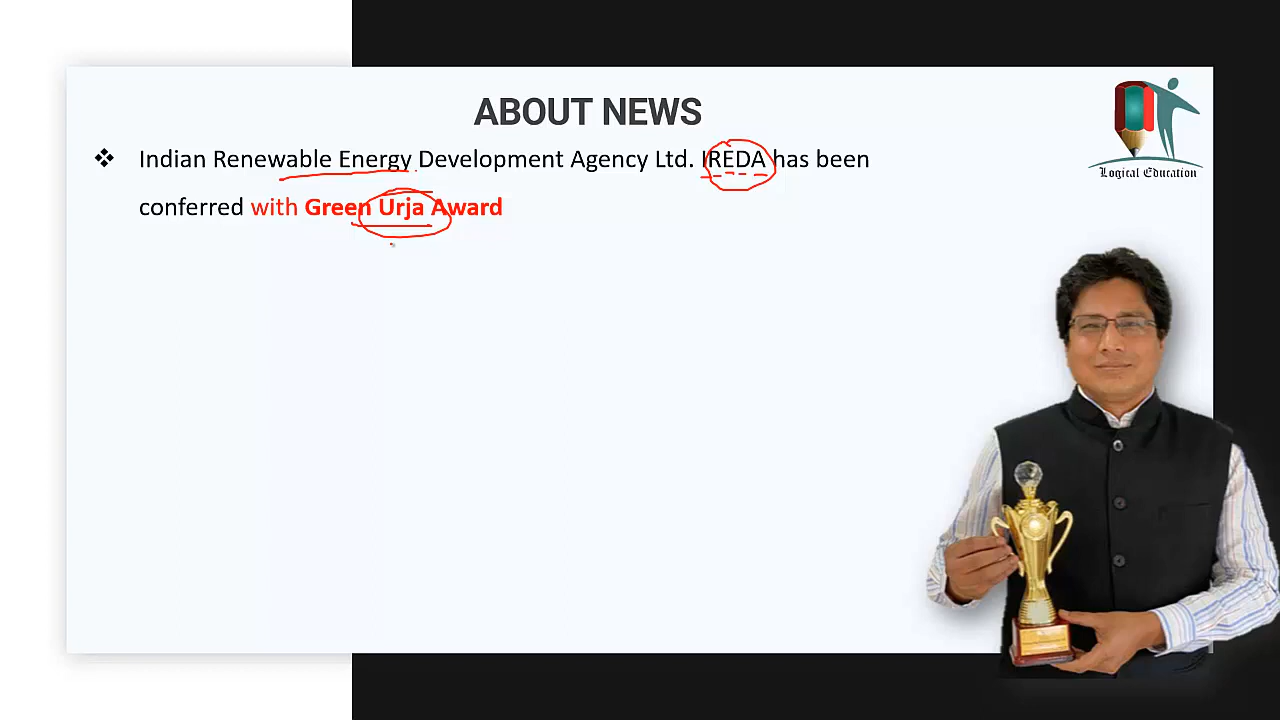 ABOUT NEWS
Indian Renewable Energy Development Agency Ltd. IREDA has been
conferred with Green Urja Award
Logical Education